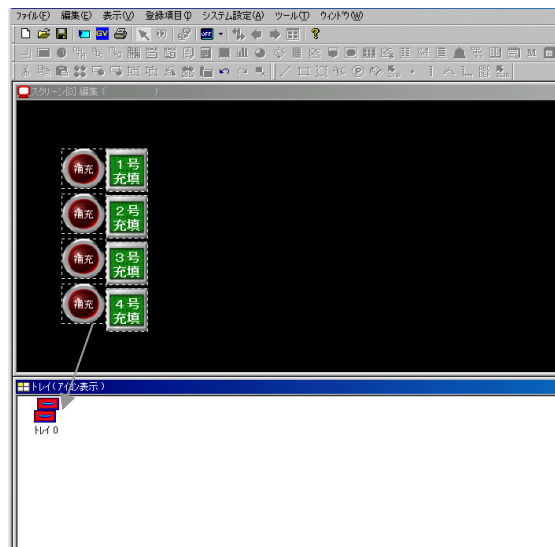 ファイル(F) 編集(E) 表示(V) 登録項目(I) システム設定(A) ツール(T) ウィンドウ(W)
GV
M
スクリーン[0] 編集 ( )
補充 1号
充填
補充 2号
充填
補充 3号
充填
補充 4号
充填
トレイ(アイコン表示)
トレイ 0